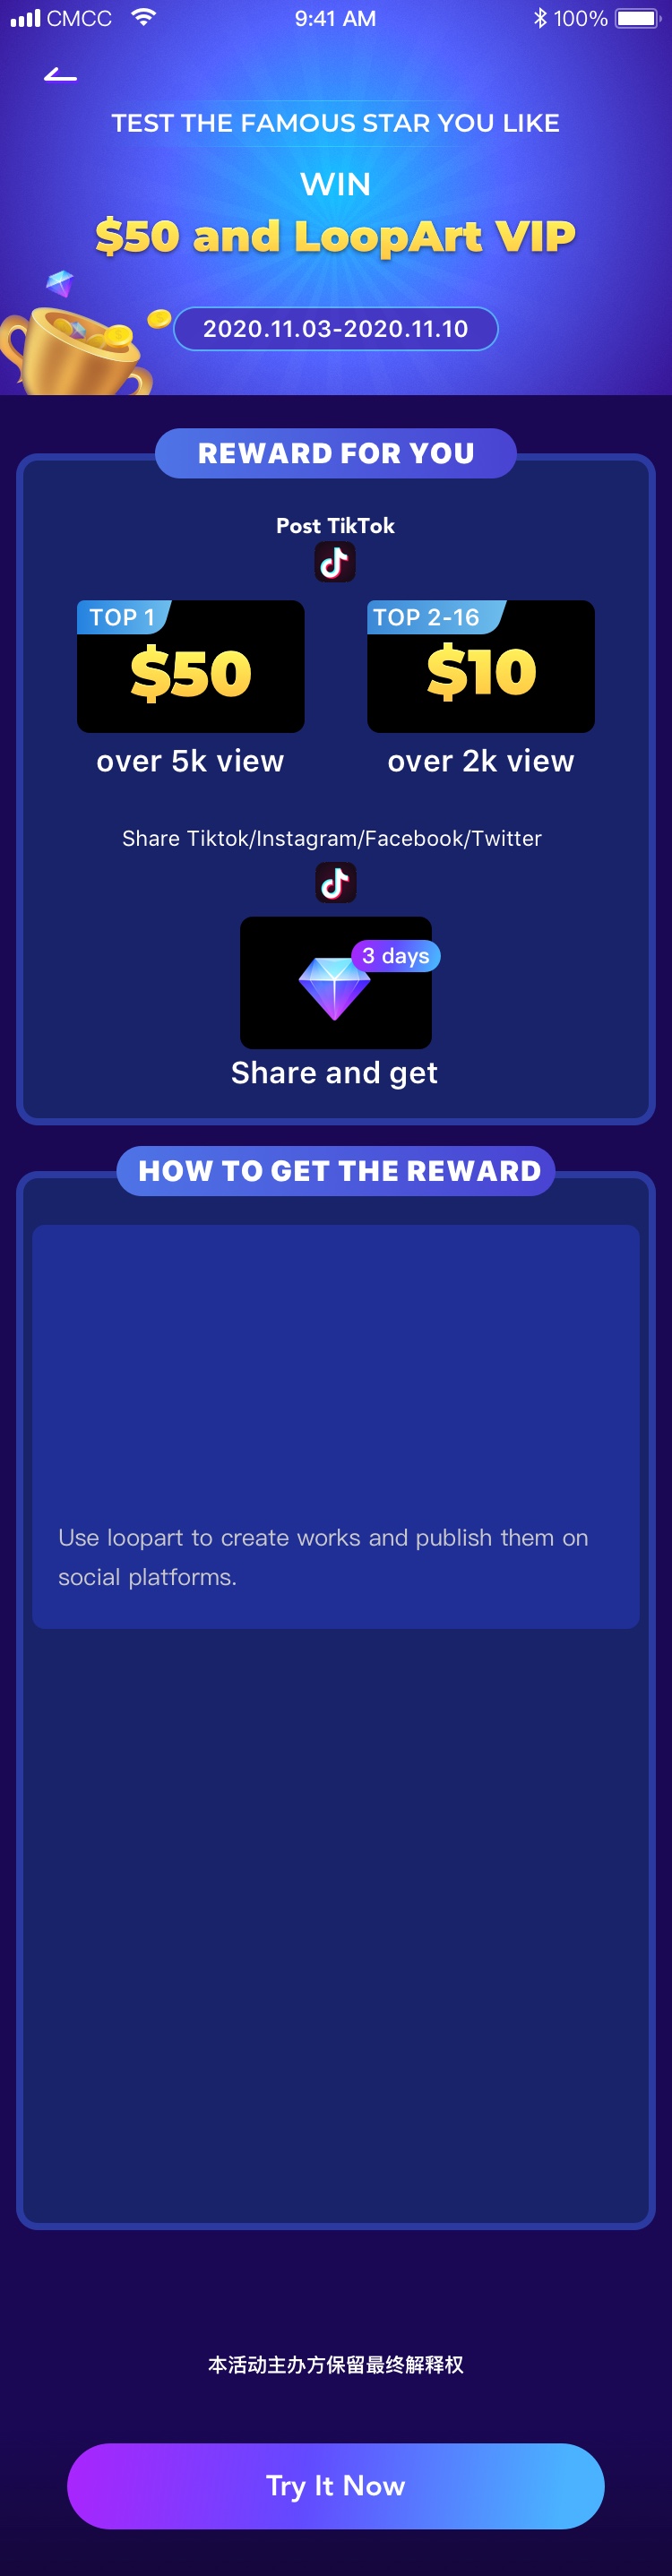 CMCC 9:41 AM 100%
TEST THE FAMOUS STAR YOU LIKE
WIN
$50 and LoopArt VIP
2020.11.03-2020.11.10
REWARD FOR YOU
Post TikTok
TOP 1
$50
over 5k view
TOP 2-16
$10
over 2k view
Share Tiktok/Instagram/Facebook/Twitter
3 days
Share and get
HOW TO GET THE REWARD
Use loopart to create works and publish them on
social platforms.
本活动主办方保留最终解释权
Try It Now